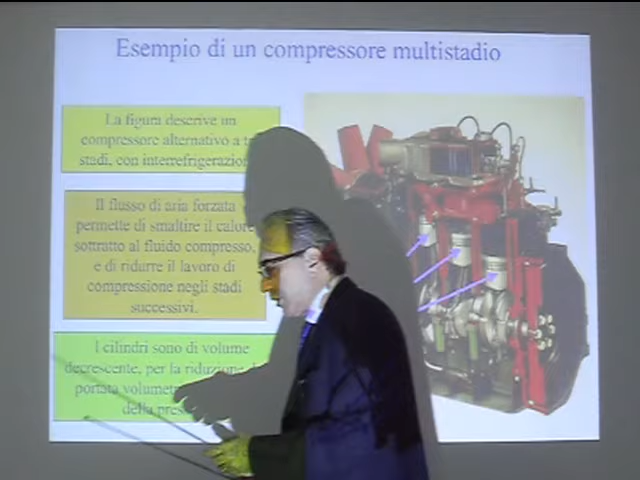 Esempio di un compressore multistadio
La figura descrive un
compressore alternativo a
stadi, con interrefrigerazion
Il flusso di aria forzata
permette di smaltire il calore
sottratto al fluido compresso,
e di ridurre il lavoro di
compressione negli stadi
successivi.
I cilindri sono di volume
decrescente, per la riduzione
portata
della